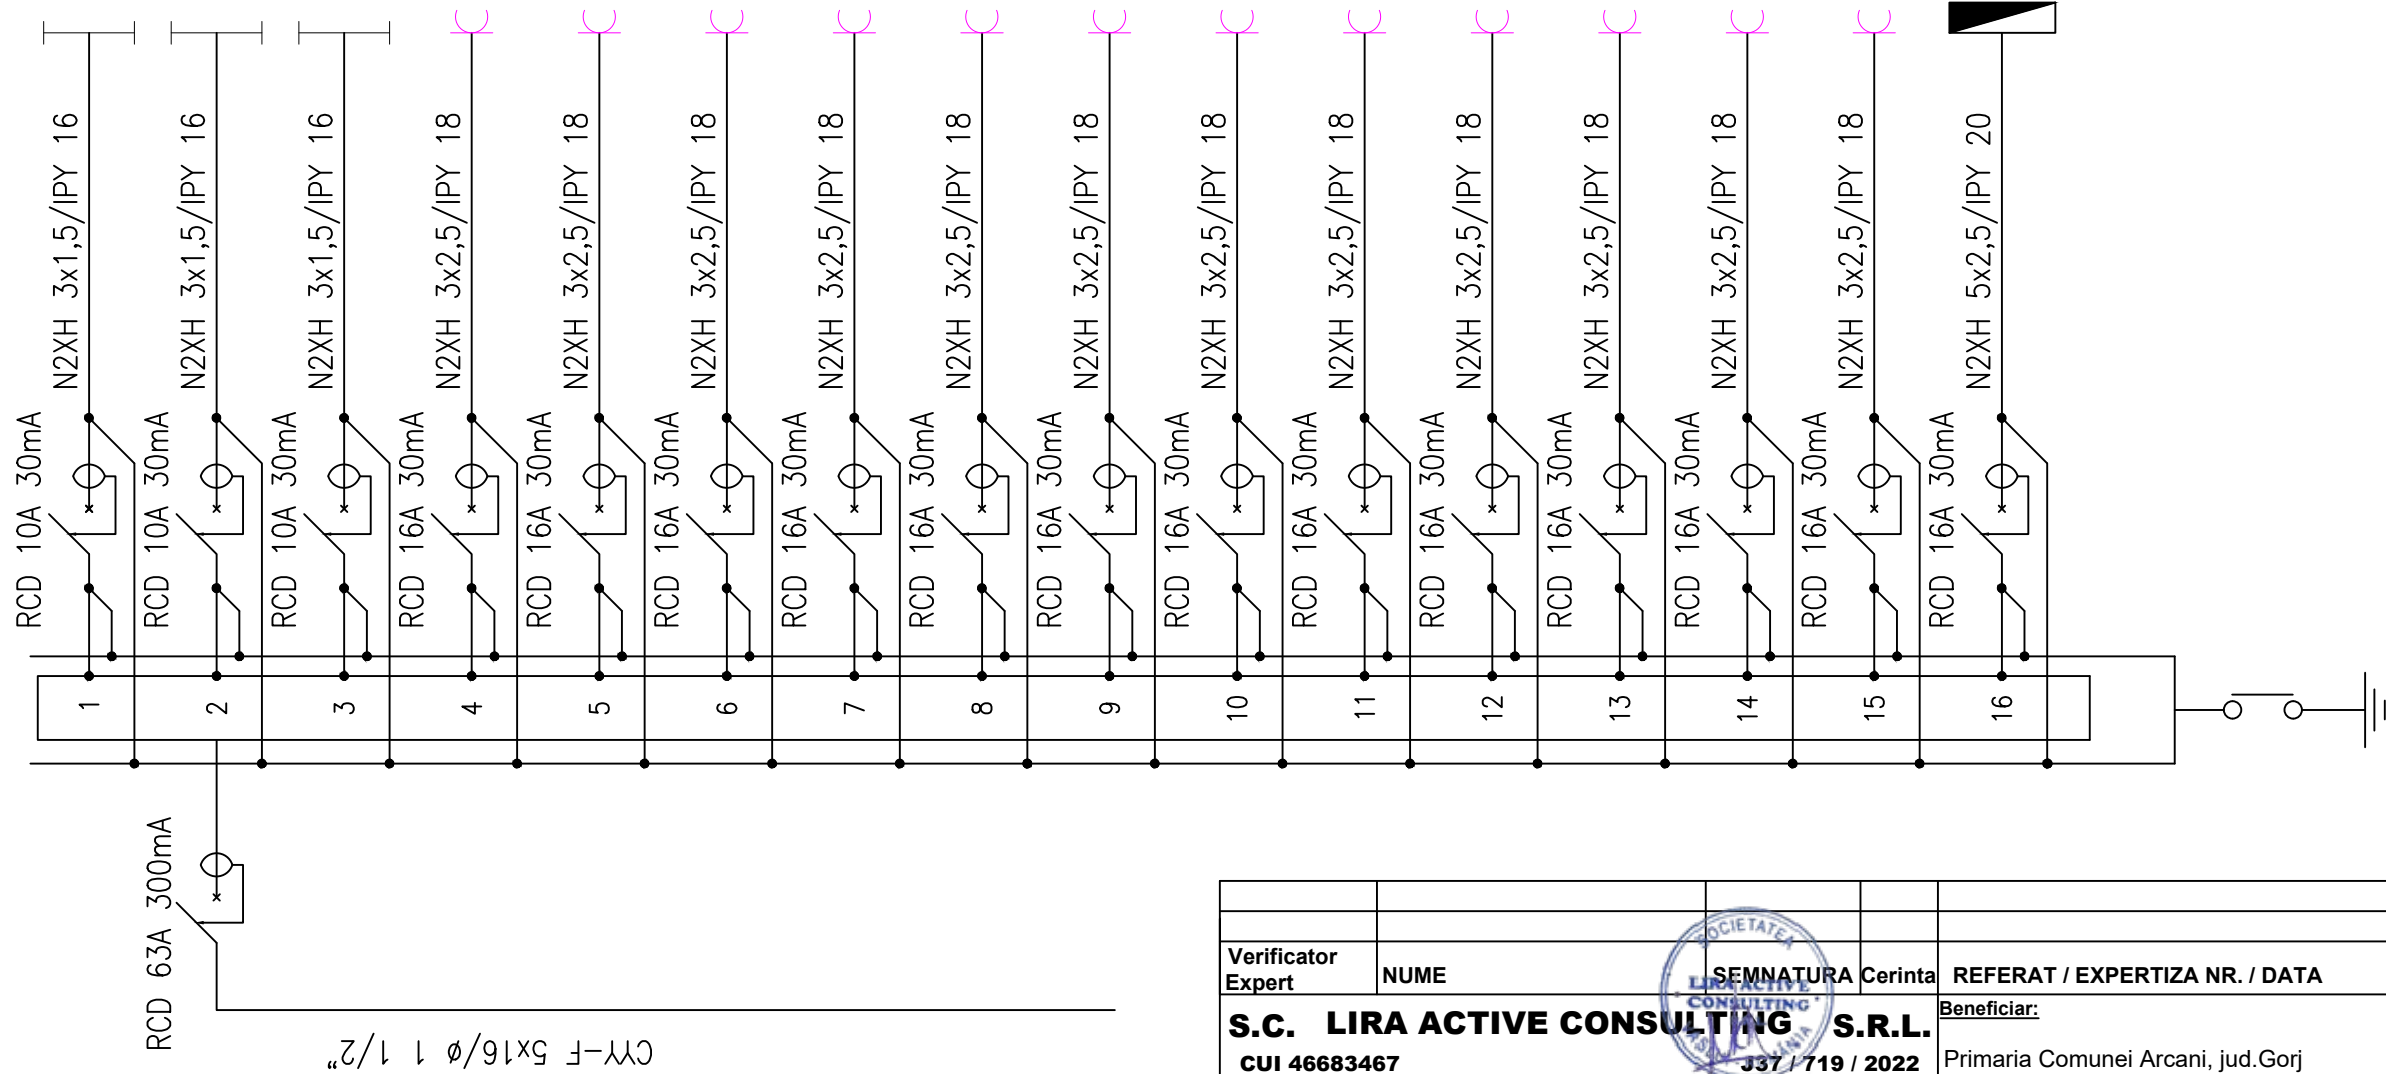 N2XH 3x1,5/IPY 16
N2XH 3x1,5/IPY 16
N2XH 3x1,5/IPY 16
N2XH 3x2,5/IPY 18
N2XH 3x2,5/IPY 18
N2XH 3x2,5/IPY 18
N2XH 3x2,5/IPY 18
N2XH 3x2,5/IPY 18
N2XH 3x2,5/IPY 18
N2XH 3x2,5/IPY 18
N2XH 3x2,5/IPY 18
N2XH 3x2,5/IPY 18
N2XH 3x2,5/IPY 18
N2XH 3x2,5/IPY 18
N2XH 3x2,5/IPY 18
N2XH 5x2,5/IPY 20
RCD 10A 30mA
RCD 10A 30mA
RCD 10A 30mA
RCD 16A 30mA
RCD 16A 30mA
RCD 16A 30mA
RCD 16A 30mA
RCD 16A 30mA
RCD 16A 30mA
RCD 16A 30mA
RCD 16A 30mA
RCD 16A 30mA
RCD 16A 30mA
RCD 16A 30mA
RCD 16A 30mA
RCD 16A 30mA
1
2
3
4
5
6
7
8
9
10
11
12
13
14
15
16
RCD 63A 300mA
CYY-F 5x16/ø 1 1/2"
Verificator
Expert
NUME
SEMNATURA
Cerinta
REFERAT / EXPERTIZA NR. / DATA
SOCIETATEA
LIRA ACTIVE
CONSULTING
S.C. LIRA ACTIVE CONSULTING S.R.L.
CUI 46683467
J37 / 719 / 2022
Beneficiar:
Primaria Comunei Arcani, jud.Gorj